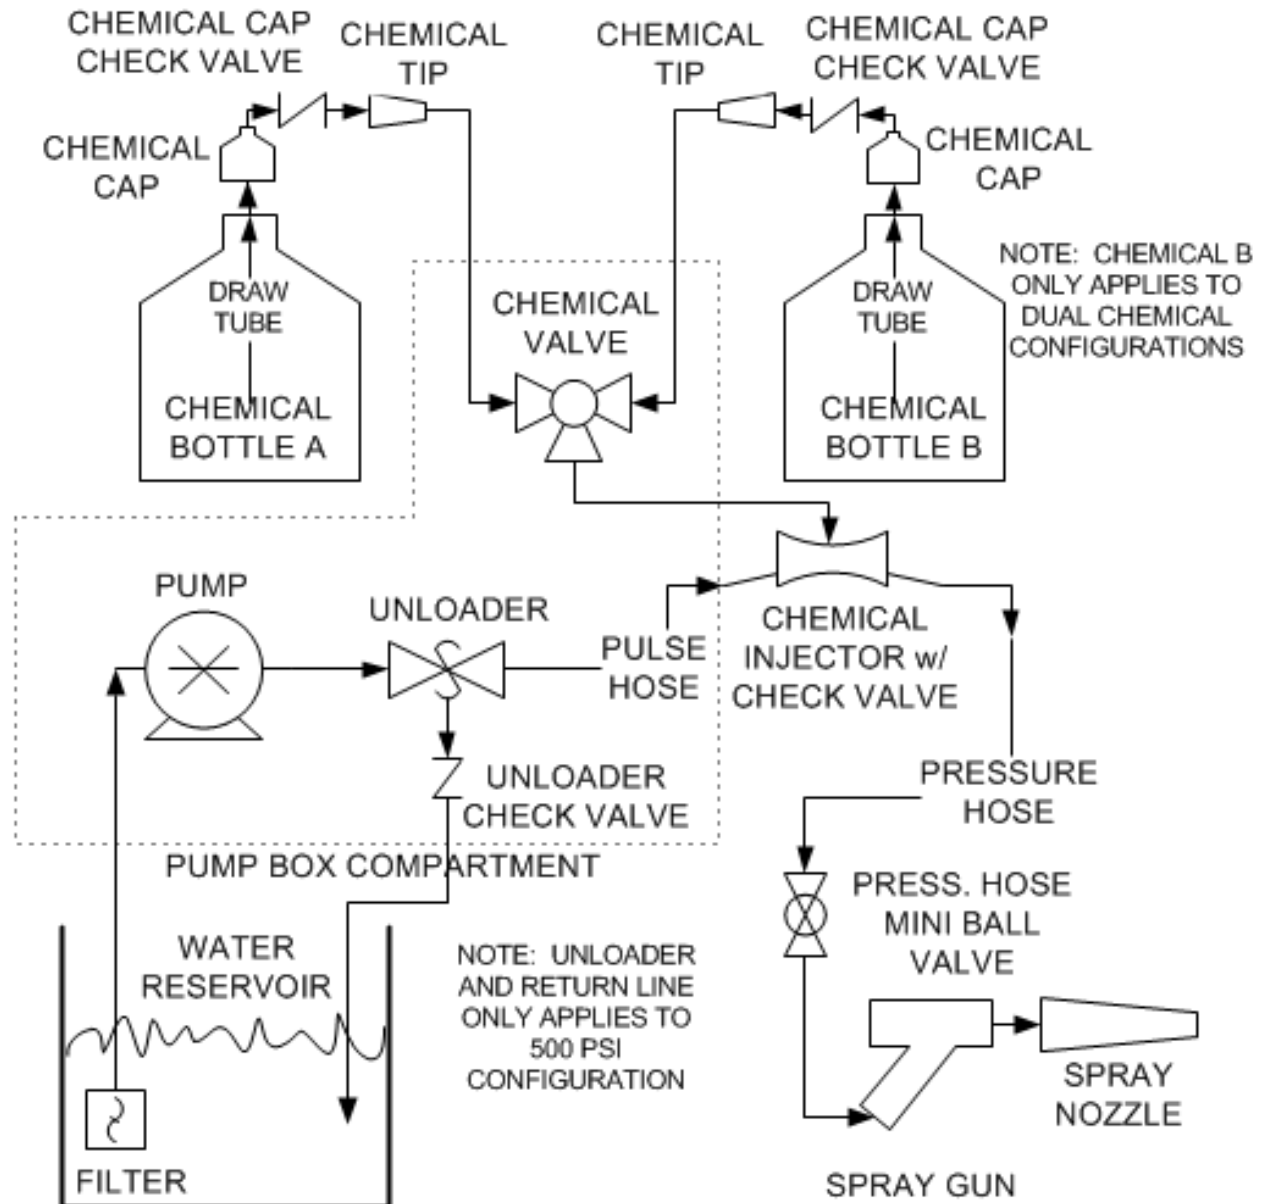 CHEMICAL CAP
CHECK VALVE
CHEMICAL
TIP
CHEMICAL
TIP
CHEMICAL CAP
CHECK VALVE
CHEMICAL
CAP
CHEMICAL
CAP
DRAW
TUBE
CHEMICAL
BOTTLE A
CHEMICAL
VALVE
DRAW
TUBE
CHEMICAL
BOTTLE B
NOTE: CHEMICAL B
ONLY APPLIES TO
DUAL CHEMICAL
CONFIGURATIONS
PUMP
UNLOADER
PULSE
HOSE
CHEMICAL
INJECTOR w/
CHECK VALVE
UNLOADER
CHECK VALVE
PRESSURE
HOSE
PUMP BOX COMPARTMENT
PRESS. HOSE
MINI BALL
VALVE
WATER
RESERVOIR
NOTE: UNLOADER
AND RETURN LINE
ONLY APPLIES TO
500 PSI
CONFIGURATION
SPRAY
NOZZLE
FILTER
SPRAY GUN